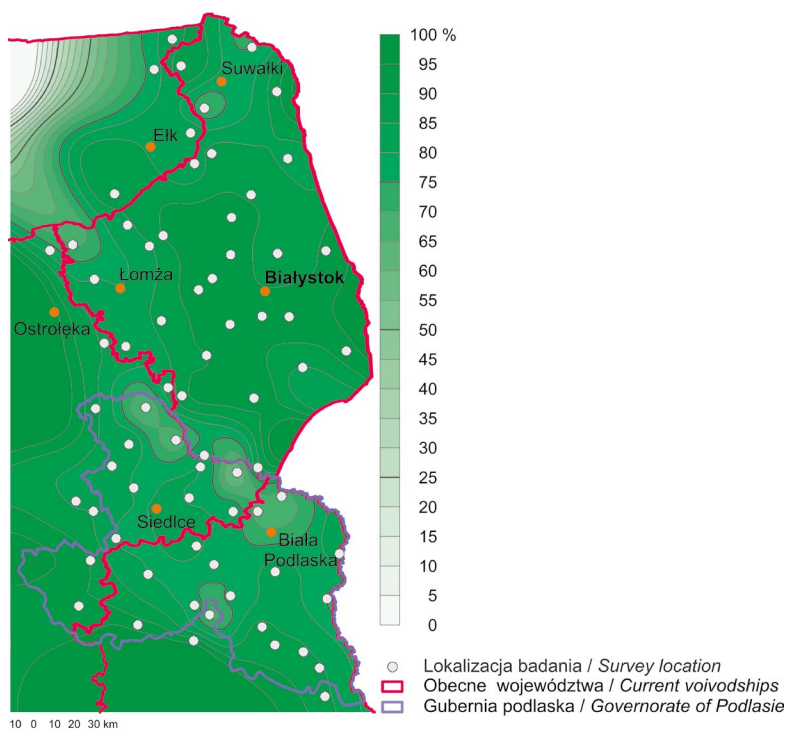 100 %
95
90
85
80
75
70
65
60
55
50
45
40
35
30
25
20
15
10
5
0
Suwałki
Ełk
Łomża
Białystok
Ostrołęka
Siedlce
Biała
Podlaska
Lokalizacja badania / Survey location
Obecne województwa / Current voivodships
Gubernia podlaska / Governorate of Podlasie
10 0 10 20 30 km